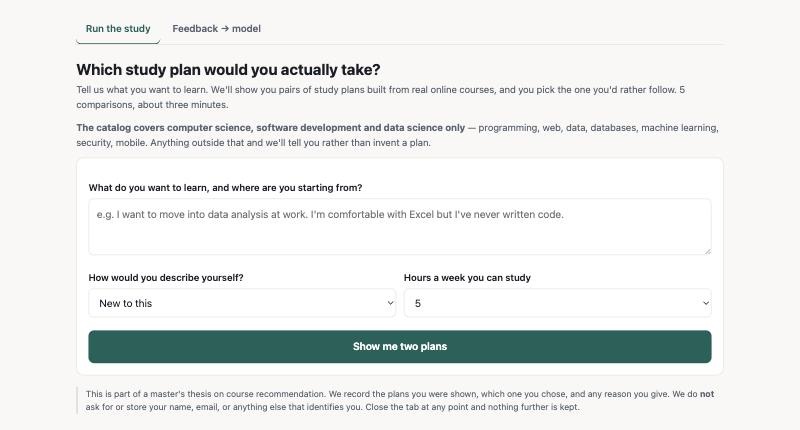 Run the study
Feedback → model
Which study plan would you actually take?
Tell us what you want to learn. We'll show you pairs of study plans built from real online courses, and you pick the one you'd rather follow. 5
comparisons, about three minutes.
The catalog covers computer science, software development and data science only — programming, web, data, databases, machine learning,
security, mobile. Anything outside that and we'll tell you rather than invent a plan.
What do you want to learn, and where are you starting from?
e.g. I want to move into data analysis at work. I'm comfortable with Excel but I've never written code.
How would you describe yourself?
Hours a week you can study
New to this
5
Show me two plans
This is part of a master's thesis on course recommendation. We record the plans you were shown, which one you chose, and any reason you give. We do not
ask for or store your name, email, or anything else that identifies you. Close the tab at any point and nothing further is kept.